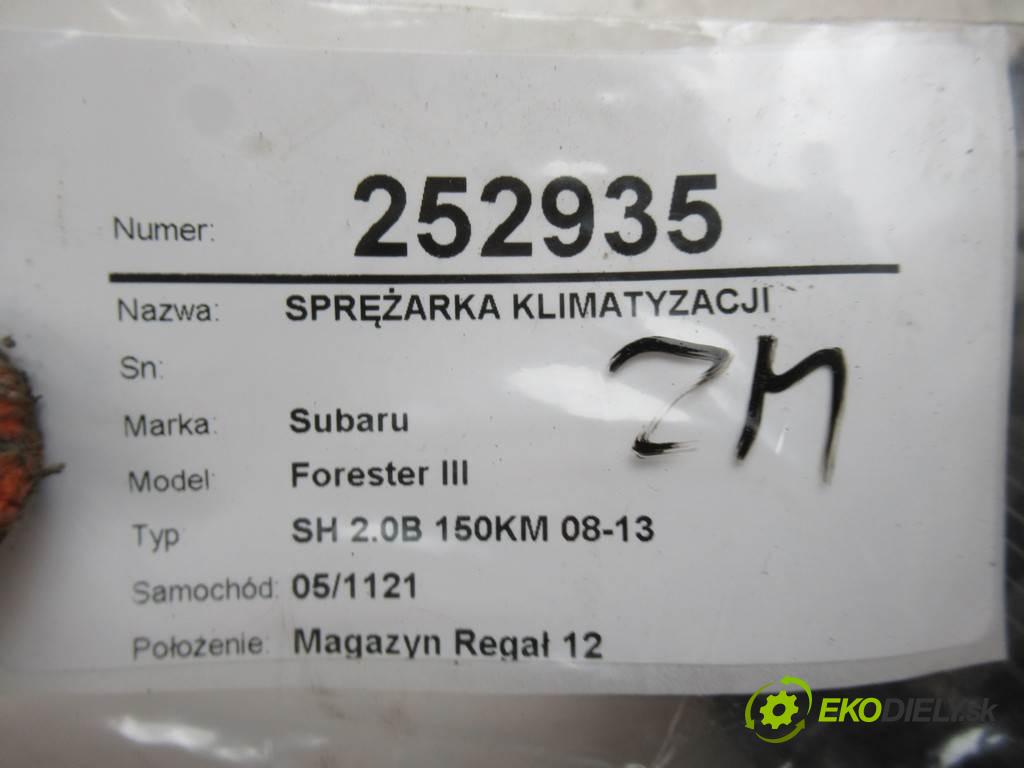 Numer: 252935
Nazwa: SPRĘŻARKA KLIMATYZACJI
Sn:
ZM
Marka: Subaru
Model: Forester III
Typ SH 2.0B 150KM 08-13
Samochód: 05/1121
Położenie: Magazyn Regał 12
EKODIELY.sk